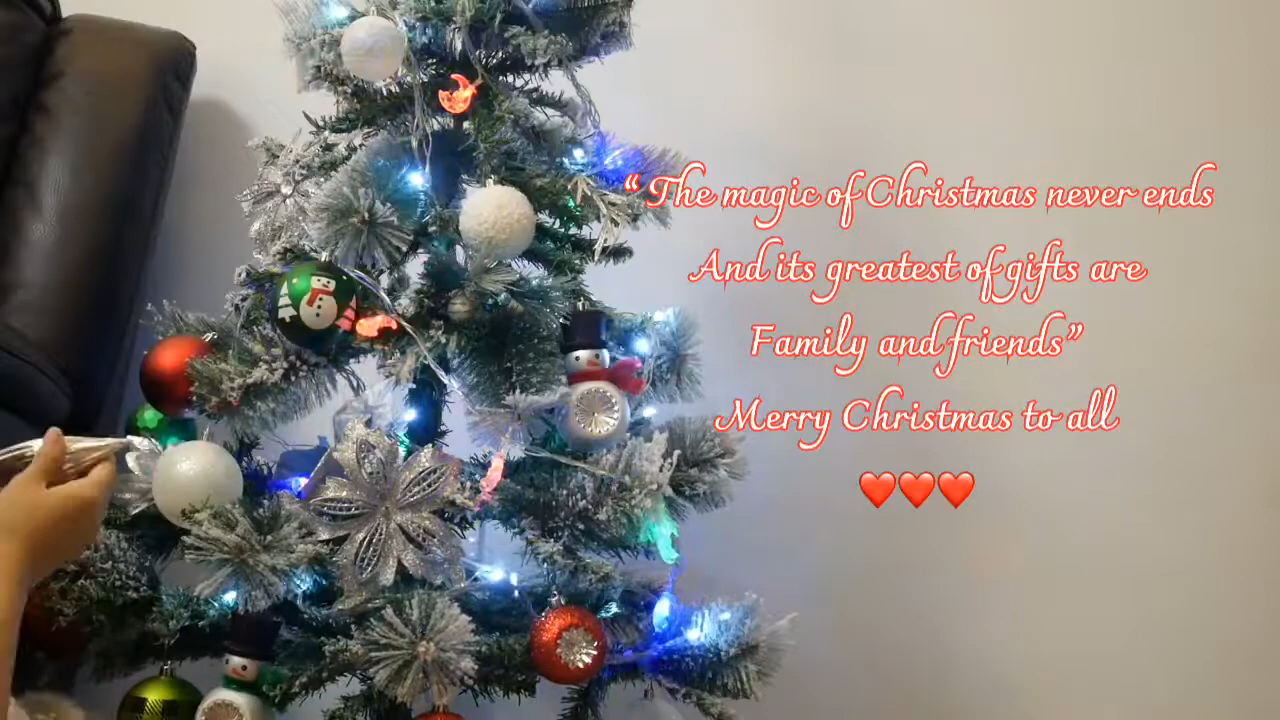 “The magic of Christmas never ends
And its greatest of gifts are
Family and friends”
Merry Christmas to all
❤️❤️❤️